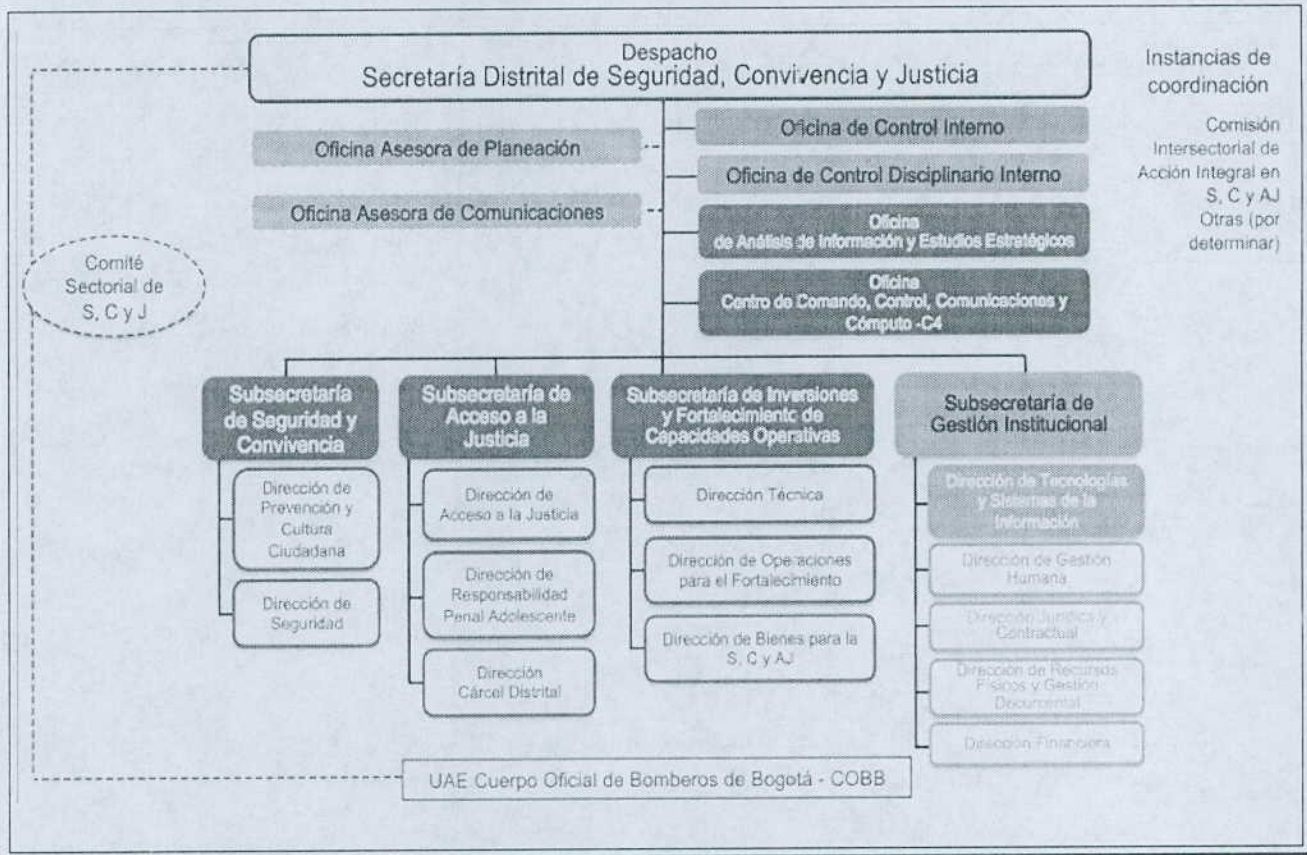 Despacho
Secretaría Distrital de Seguridad, Convivencia y Justicia
Instancias de
coordinación
Comisión
Intersectorial de
Acción Integral en
S, C y AJ
Otras (por
determinar)
Oficina Asesora de Planeación
Oficina Asesora de Comunicaciones
Oficina de Control Interno
Oficina de Control Disciplinario Interno
Oficina
de Análisis de Información y Estudios Estratégicos
Oficina
Centro de Comando, Control, Comunicaciones y
Cómputo -C4
Comité
Sectorial de
S, C y J
Subsecretaría
de Seguridad y
Convivencia
Dirección de
Prevención y
Cultura
Ciudadana
Dirección de
Seguridad
Subsecretaría de
Acceso a la
Justicia
Dirección de
Acceso a la Justicia
Dirección de
Responsabilidad
Penal Adolescente
Dirección
Cárcel Distrital
Subsecretaría de Inversiones
y Fortalecimiento de
Capacidades Operativas
Dirección Técnica
Dirección de Operaciones
para el Fortalecimiento
Dirección de Bienes para la
S, C y AJ
Subsecretaría de
Gestión Institucional
Dirección de Tecnologías
y Sistemas de la
Información
Dirección de Gestión
Humana
Dirección Jurídica y
Contractual
Dirección de Recursos
Físicos y Gestión
Documental
Dirección Financiera
UAE Cuerpo Oficial de Bomberos de Bogotá - COBB